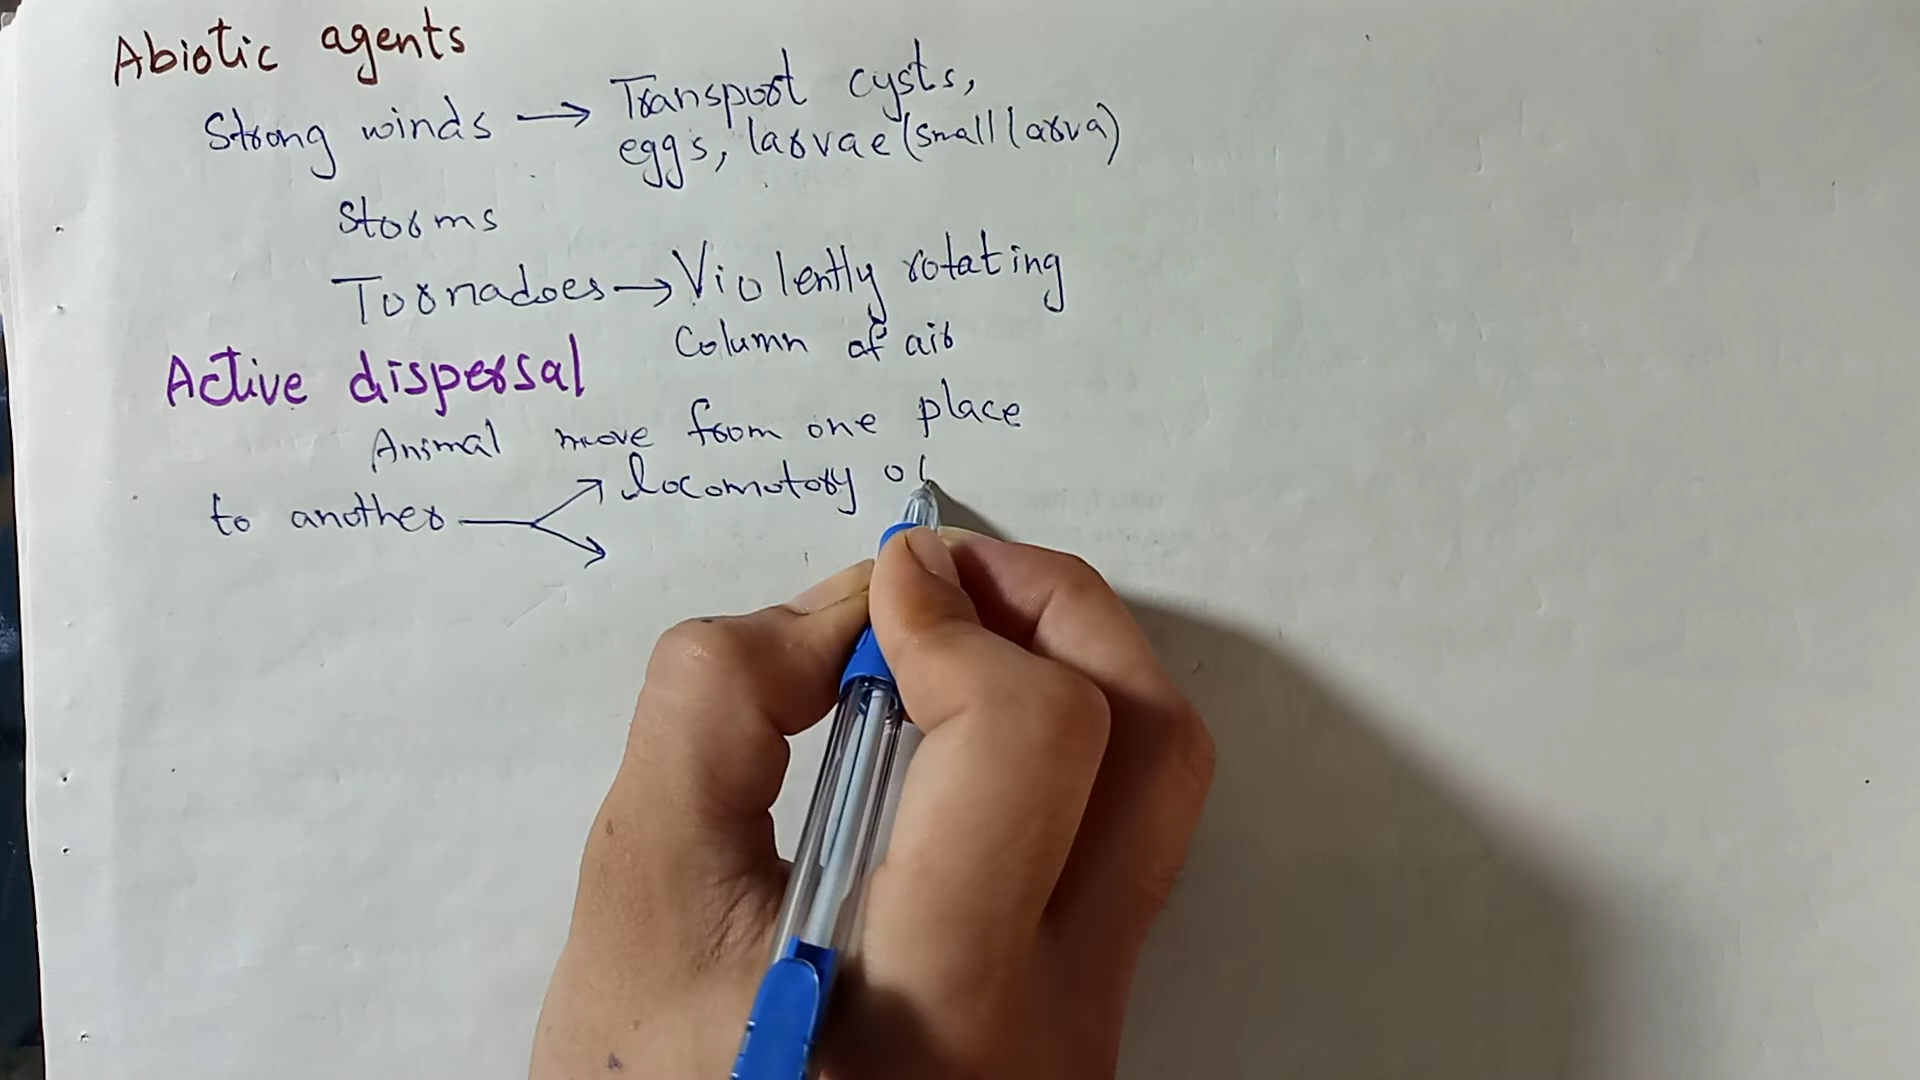 Abiotic agents
Strong winds → Transport cysts,
eggs, larvae (small larva)
Storms
Tornadoes → Violently rotating
Column of air
Active dispersal
Animal move from one place
to another → locomotory